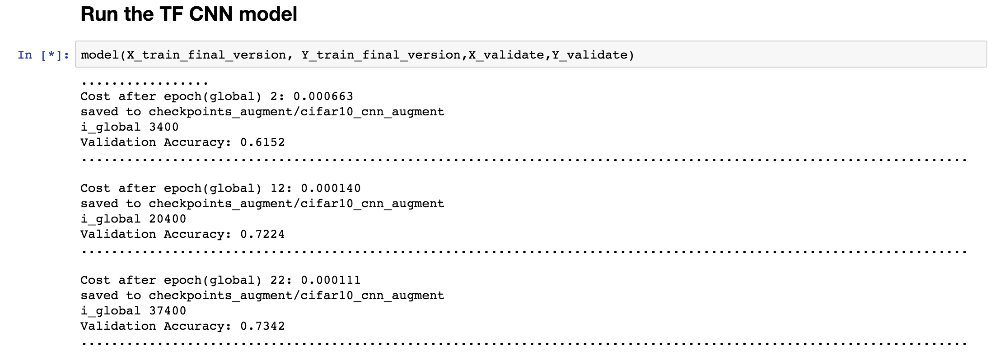 Run the TF CNN model
In [*]: model(X_train_final_version, Y_train_final_version,X_validate,Y_validate)
.................
Cost after epoch(global) 2: 0.000663
saved to checkpoints_augment/cifar10_cnn_augment
i_global 3400
Validation Accuracy: 0.6152
.....................................................................................................................
Cost after epoch(global) 12: 0.000140
saved to checkpoints_augment/cifar10_cnn_augment
i_global 20400
Validation Accuracy: 0.7224
.....................................................................................................................
Cost after epoch(global) 22: 0.000111
saved to checkpoints_augment/cifar10_cnn_augment
i_global 37400
Validation Accuracy: 0.7342
.....................................................................................................................